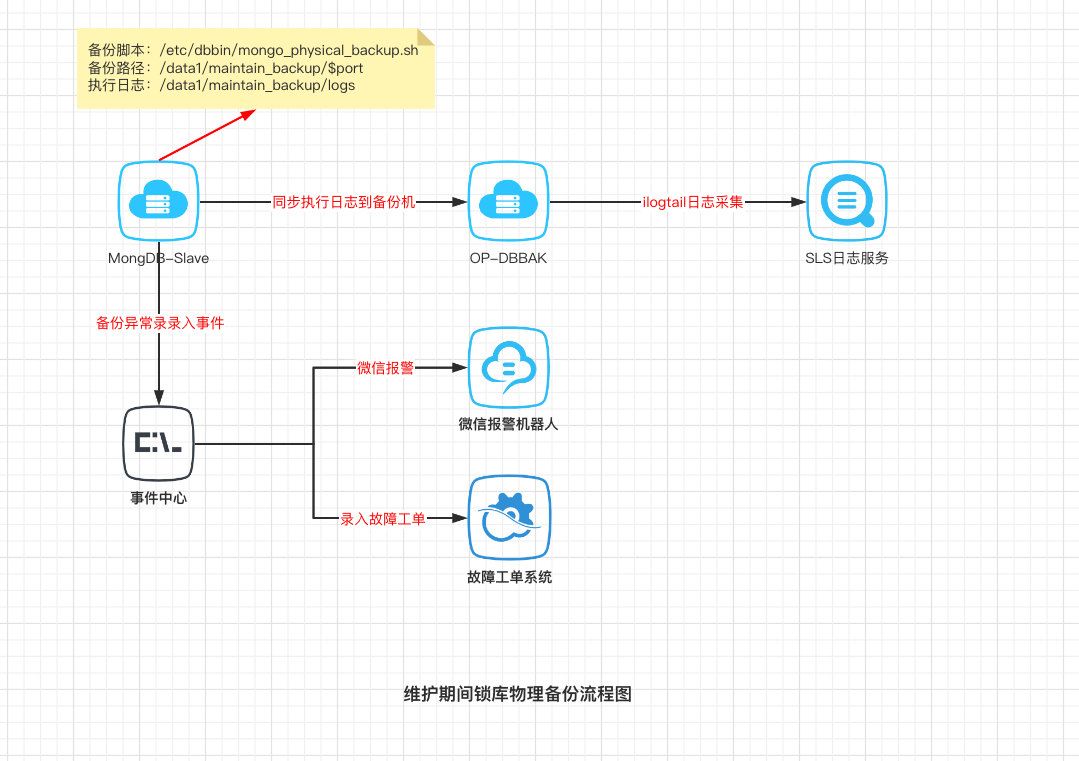 备份脚本：/etc/dbbin/mongo_physical_backup.sh
备份路径：/data1/maintain_backup/$port
执行日志：/data1/maintain_backup/logs
同步执行日志到备份机
ilogtail日志采集
MongDB-Slave
OP-DBBAK
SLS日志服务
备份异常录录入事件
微信报警
微信报警机器人
C:\_
事件中心
录入故障工单
故障工单系统
维护期间锁库物理备份流程图